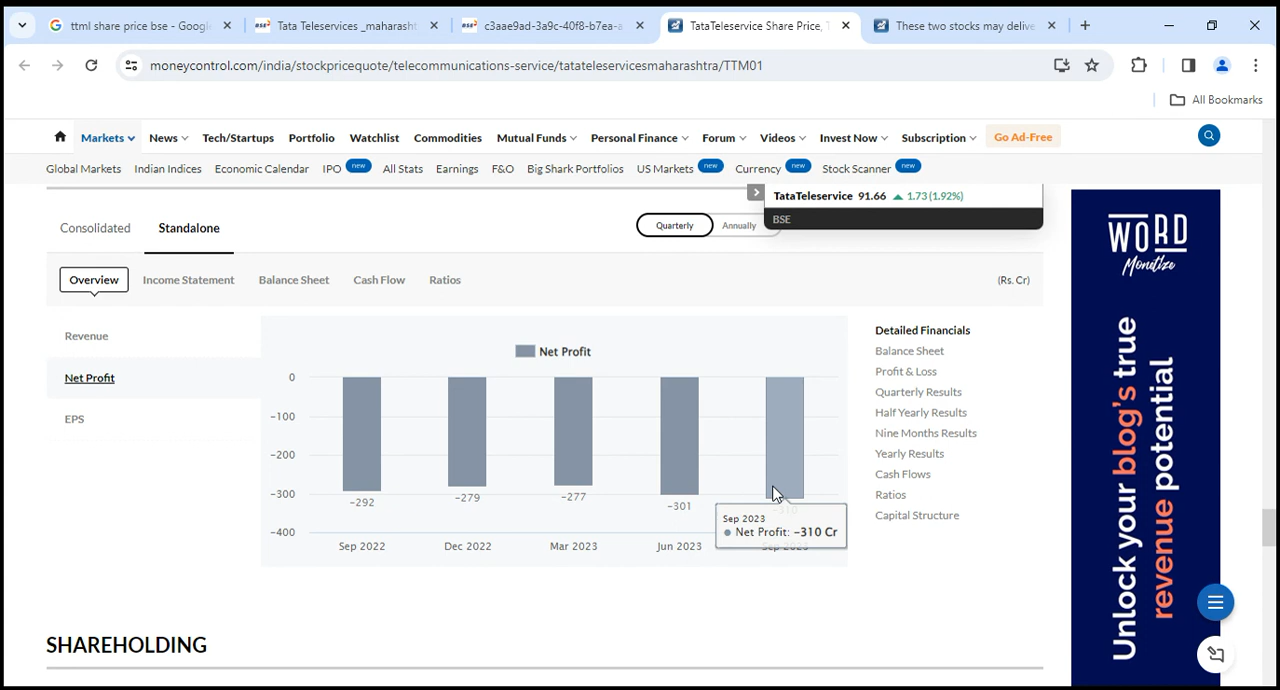 ttml share price bse - Google
Tata Teleservices _maharasht
c3aae9ad-3a9c-40f8-b7ea-a
TataTeleservice Share Price, T
These two stocks may delive
moneycontrol.com/india/stockpricequote/telecommunications-service/tatateleservicesmaharashtra/TTM01
All Bookmarks
Markets News Tech/Startups Portfolio Watchlist Commodities Mutual Funds Personal Finance Forum Videos Invest Now Subscription Go Ad-Free
Global Markets Indian Indices Economic Calendar IPO new All Stats Earnings F&O Big Shark Portfolios US Markets new Currency new Stock Scanner new
TataTeleservice 91.66 1.73 (1.92%)
BSE
Consolidated Standalone
Quarterly Annually
Overview Income Statement Balance Sheet Cash Flow Ratios
(Rs. Cr)
Revenue
Net Profit
EPS
Net Profit
0
-100
-200
-300
-400
-292
-279
-277
-301
-310
Sep 2023
Net Profit: -310 Cr
Sep 2022 Dec 2022 Mar 2023 Jun 2023 Sep 2023
Detailed Financials
Balance Sheet
Profit & Loss
Quarterly Results
Half Yearly Results
Nine Months Results
Yearly Results
Cash Flows
Ratios
Capital Structure
SHAREHOLDING
WORD
Monetize
Unlock your blog's true
revenue potential